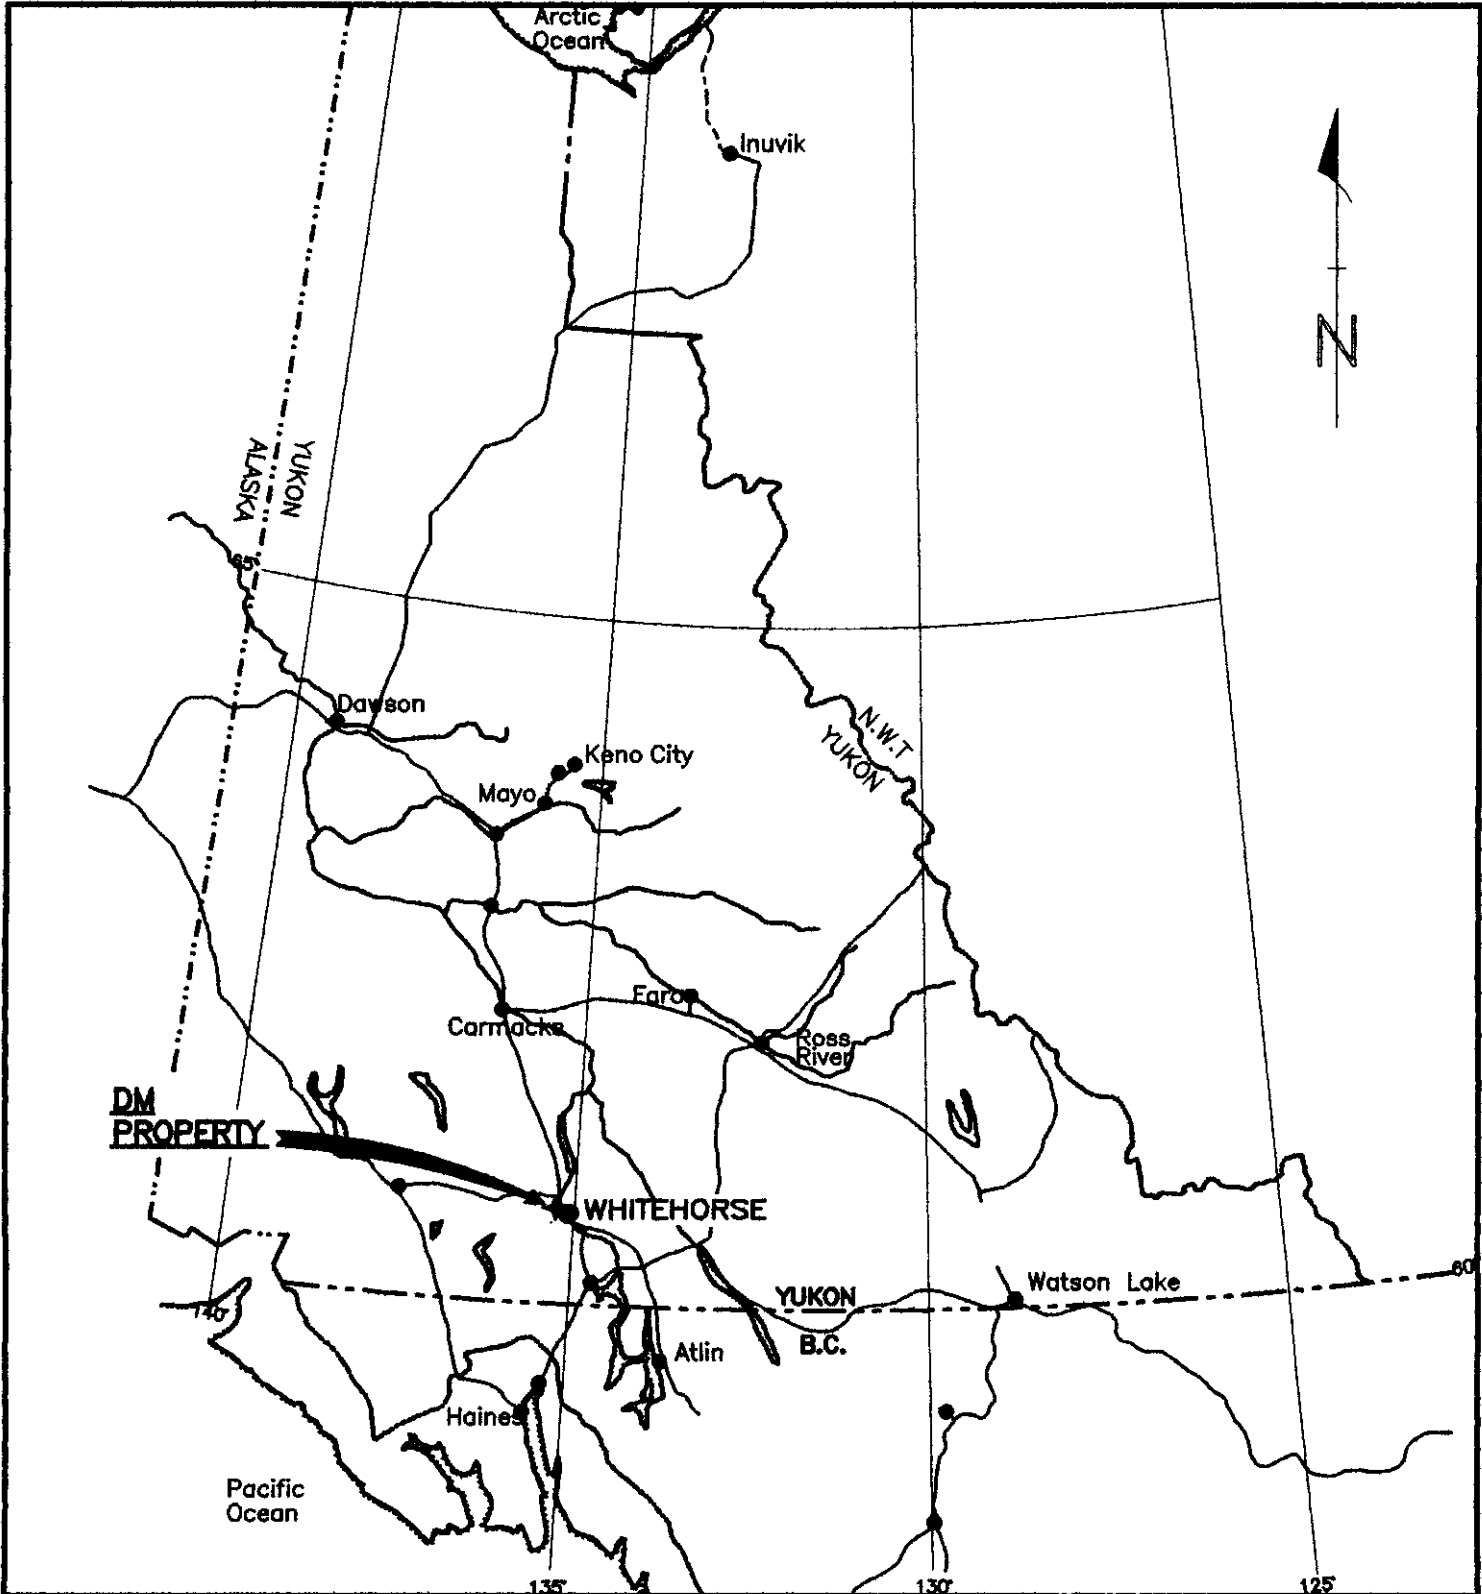 Arctic
Ocean
Inuvik
N
YUKON
ALASKA
65°
Dawson
Keno City
Mayo
N.W.T
YUKON
Faro
Carmacks
Ross
River
DM
PROPERTY
WHITEHORSE
60°
Watson Lake
YUKON
B.C.
140°
Atlin
Haines
Pacific
Ocean
135°
130°
125°